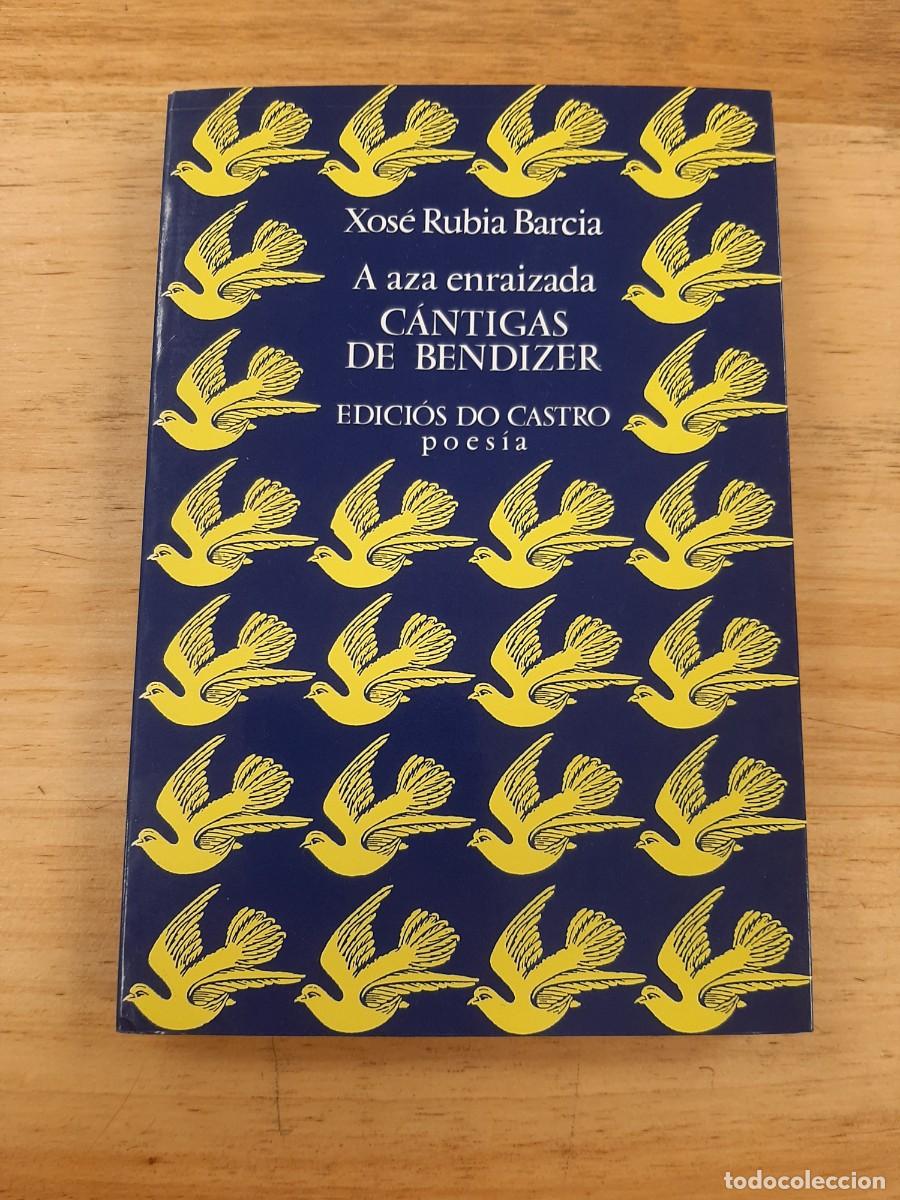 Xosé Rubia Barcia
A aza enraizada
CÁNTIGAS
DE BENDIZER
EDICIÓS DO CASTRO
poesía
todocoleccion